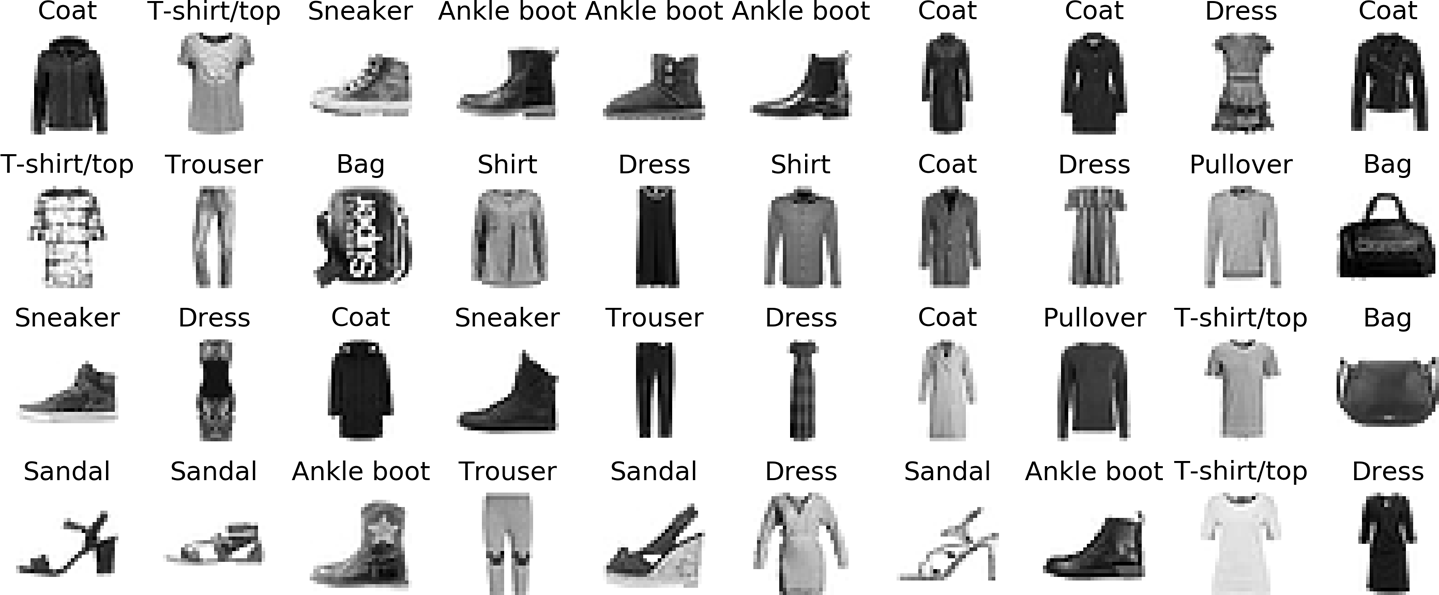 Coat T-shirt/top Sneaker Ankle boot Ankle boot Ankle boot Coat Coat Dress Coat
T-shirt/top Trouser Bag Shirt Dress Shirt Coat Dress Pullover Bag
Super
Sneaker Dress Coat Sneaker Trouser Dress Coat Pullover T-shirt/top Bag
Sandal Sandal Ankle boot Trouser Sandal Dress Sandal Ankle boot T-shirt/top Dress